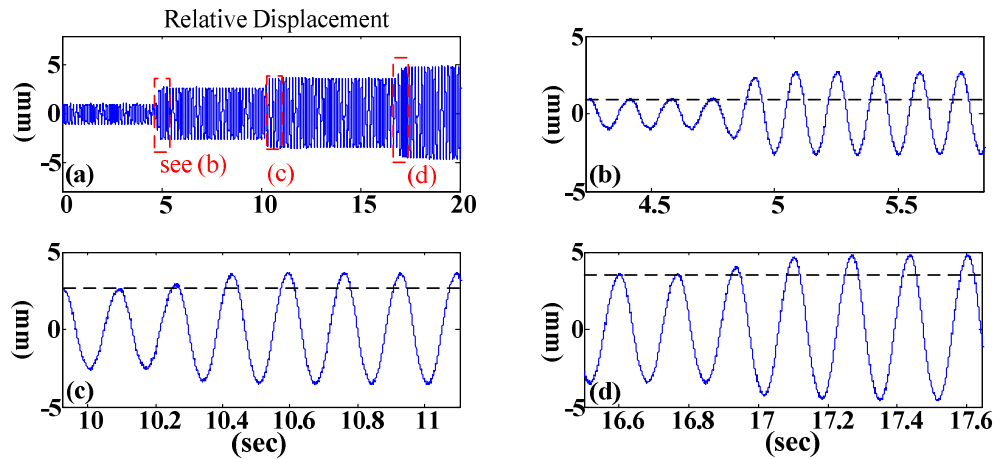 Relative Displacement
5
0
-5
(mm)
(a)
see (b)
(c)
(d)
0
5
10
15
20
5
0
-5
(mm)
(b)
4.5
5
5.5
5
0
-5
(mm)
(c)
10
10.2
10.4
10.6
10.8
11
(sec)
5
0
-5
(mm)
(d)
16.6
16.8
17
17.2
17.4
17.6
(sec)